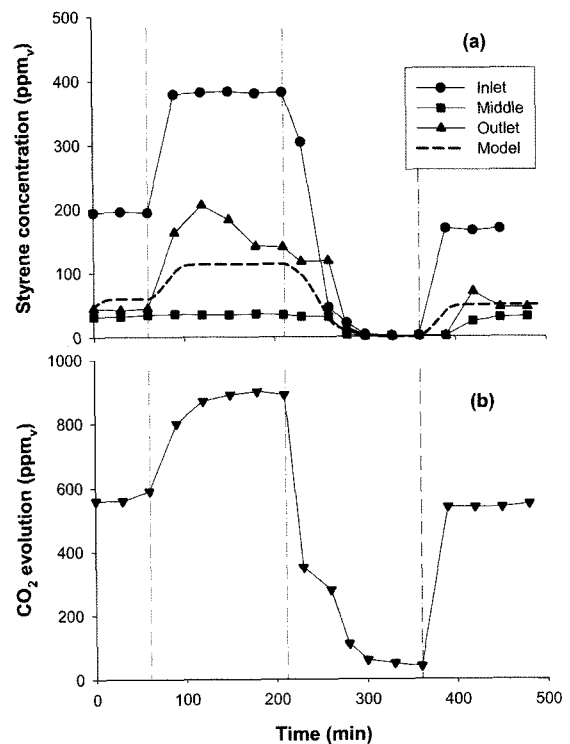 500
400
300
200
100
0
Styrene concentration (ppmv)
(a)
Inlet
Middle
Outlet
Model
1000
800
600
400
200
0
CO2 evolution (ppmv)
(b)
0 100 200 300 400 500
Time (min)